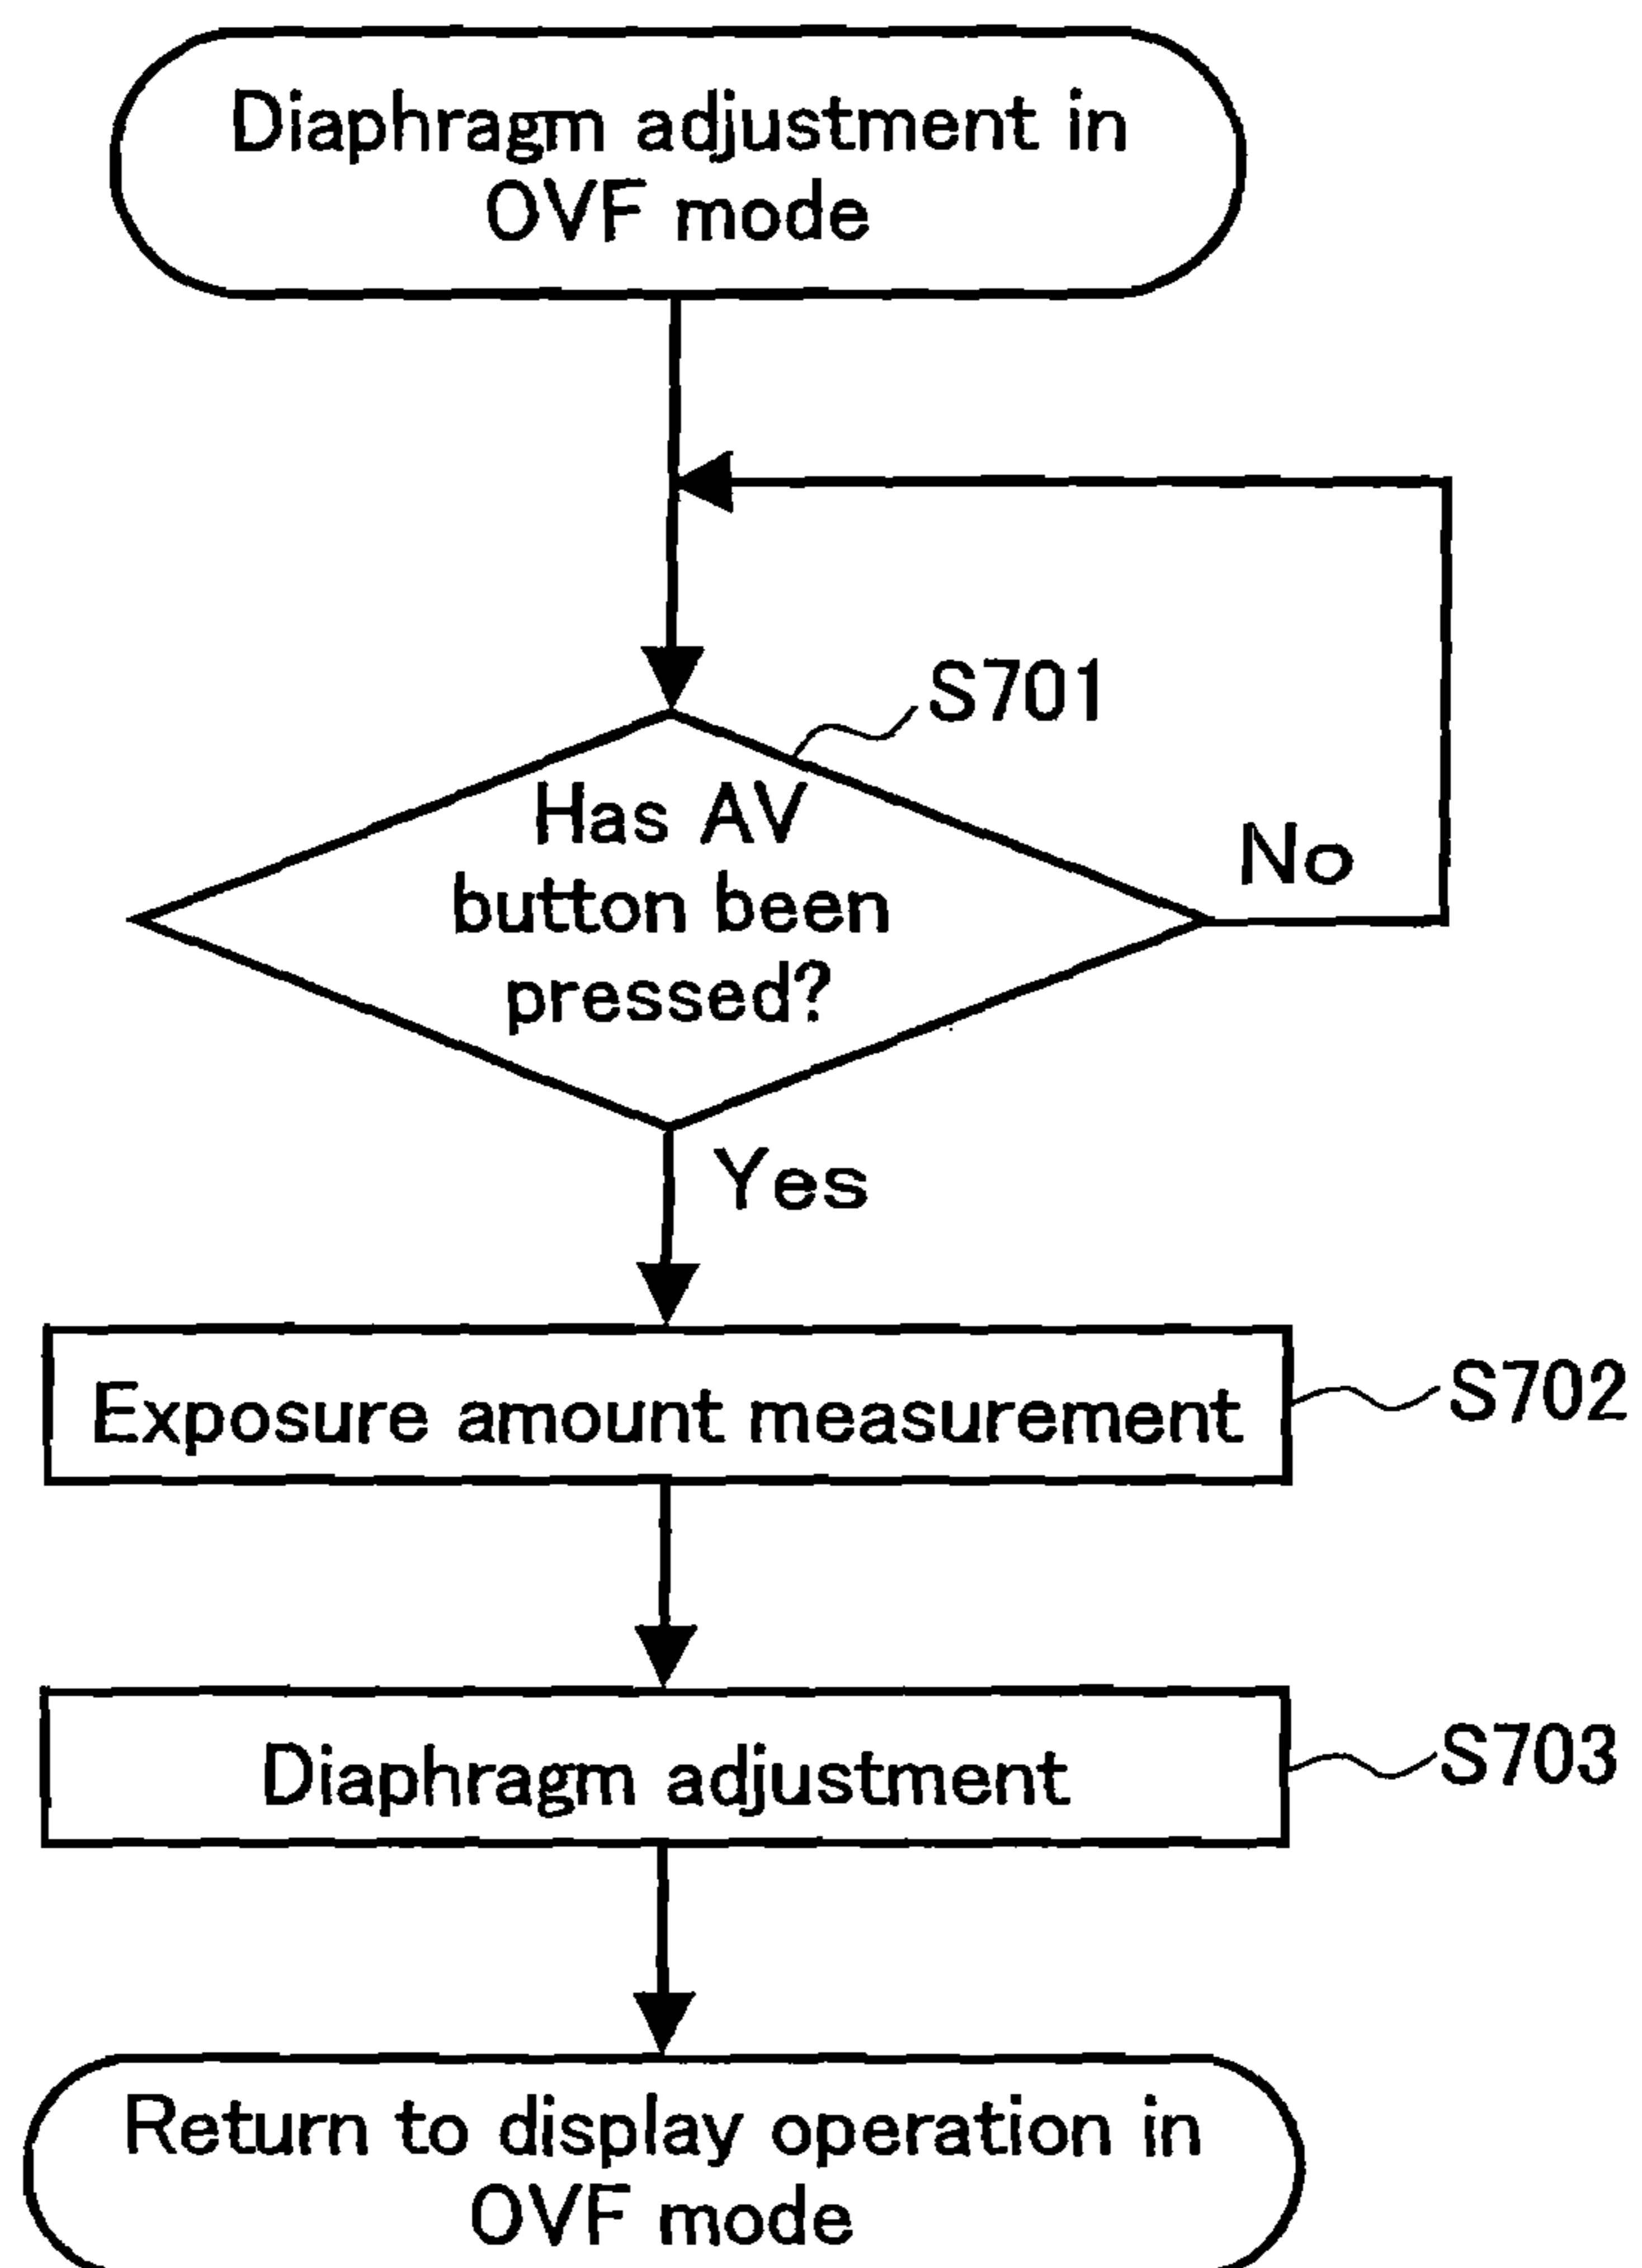 Diaphragm adjustment in
OVF mode
S701
Has AV
button been
pressed?
No
Yes
Exposure amount measurement
S702
Diaphragm adjustment
S703
Return to display operation in
OVF mode